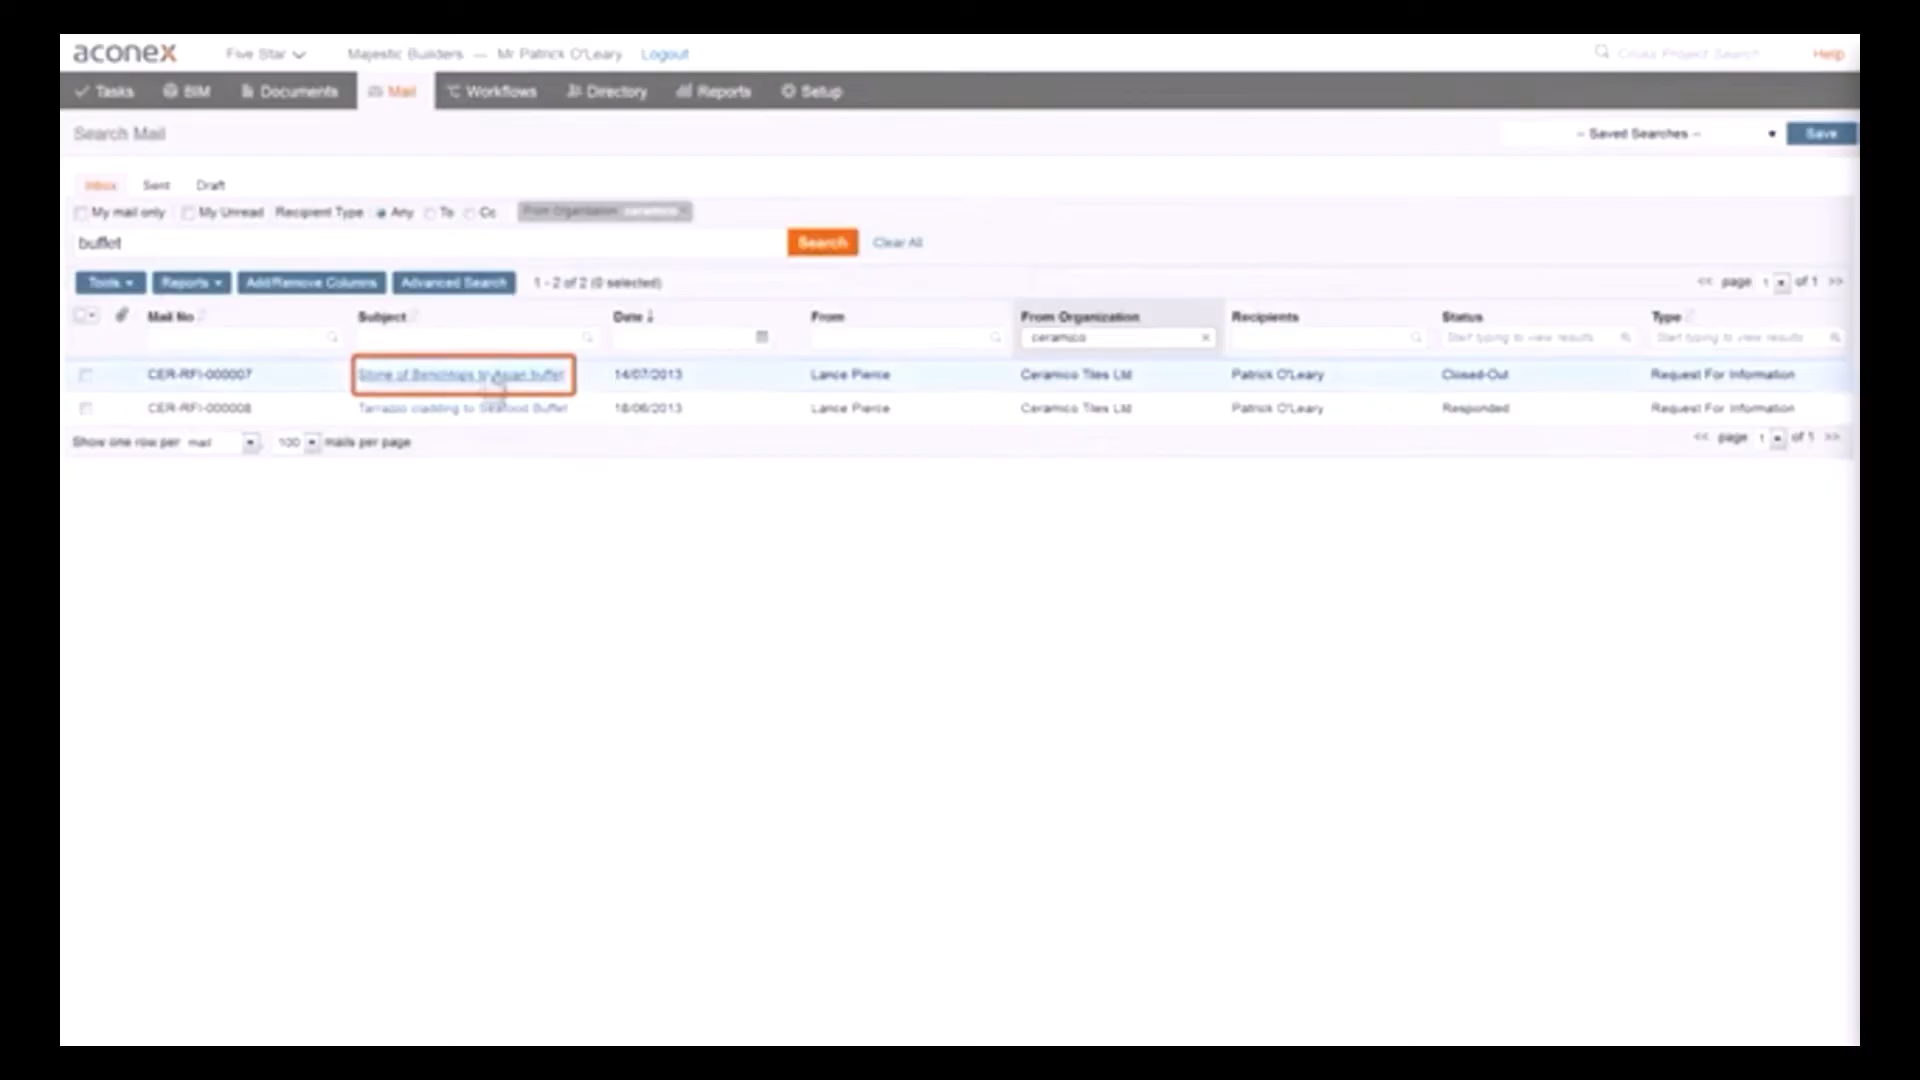 aconex Five Star Majestic Builders — Mr Patrick O'Leary Logout Cross Project Search Help
Tasks BIM Documents Mail Workflows Directory Reports Setup
Search Mail -- Saved Searches -- Save
Inbox Sent Draft
My mail only My Unread Recipient Type Any To Cc From Organization: ceramico
buffet Search Clear All
Tools Reports Add/Remove Columns Advanced Search 1 - 2 of 2 (0 selected) << page 1 of 1 >>
Mail No Subject Date From From Organization Recipients Status Type
ceramico Start typing to view results Start typing to view results
CER-RFI-000007 Stone of Benchtops to Asian buffet 14/07/2013 Lance Pierce Ceramico Tiles Ltd Patrick O'Leary Closed-Out Request For Information
CER-RFI-000008 Tarrazzo cladding to Seafood Buffet 18/06/2013 Lance Pierce Ceramico Tiles Ltd Patrick O'Leary Responded Request For Information
Show one row per mail 100 mails per page << page 1 of 1 >>